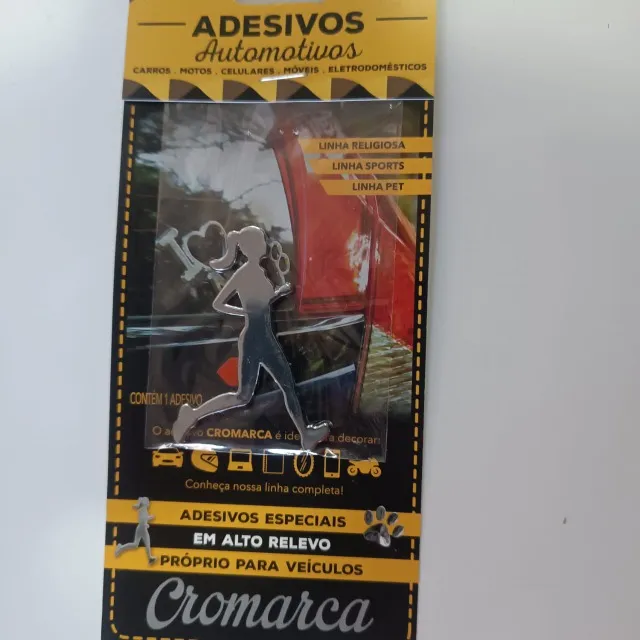 ADESIVOS
Automotivos
CARROS . MOTOS . CELULARES . MÓVEIS . ELETRODOMÉSTICOS
LINHA RELIGIOSA
LINHA SPORTS
LINHA PET
CONTÉM 1 ADESIVO
O CROMARCA é decorar:
Conheça nossa linha completa!
ADESIVOS ESPECIAIS
EM ALTO RELEVO
PRÓPRIO PARA VEÍCULOS
Cromarca